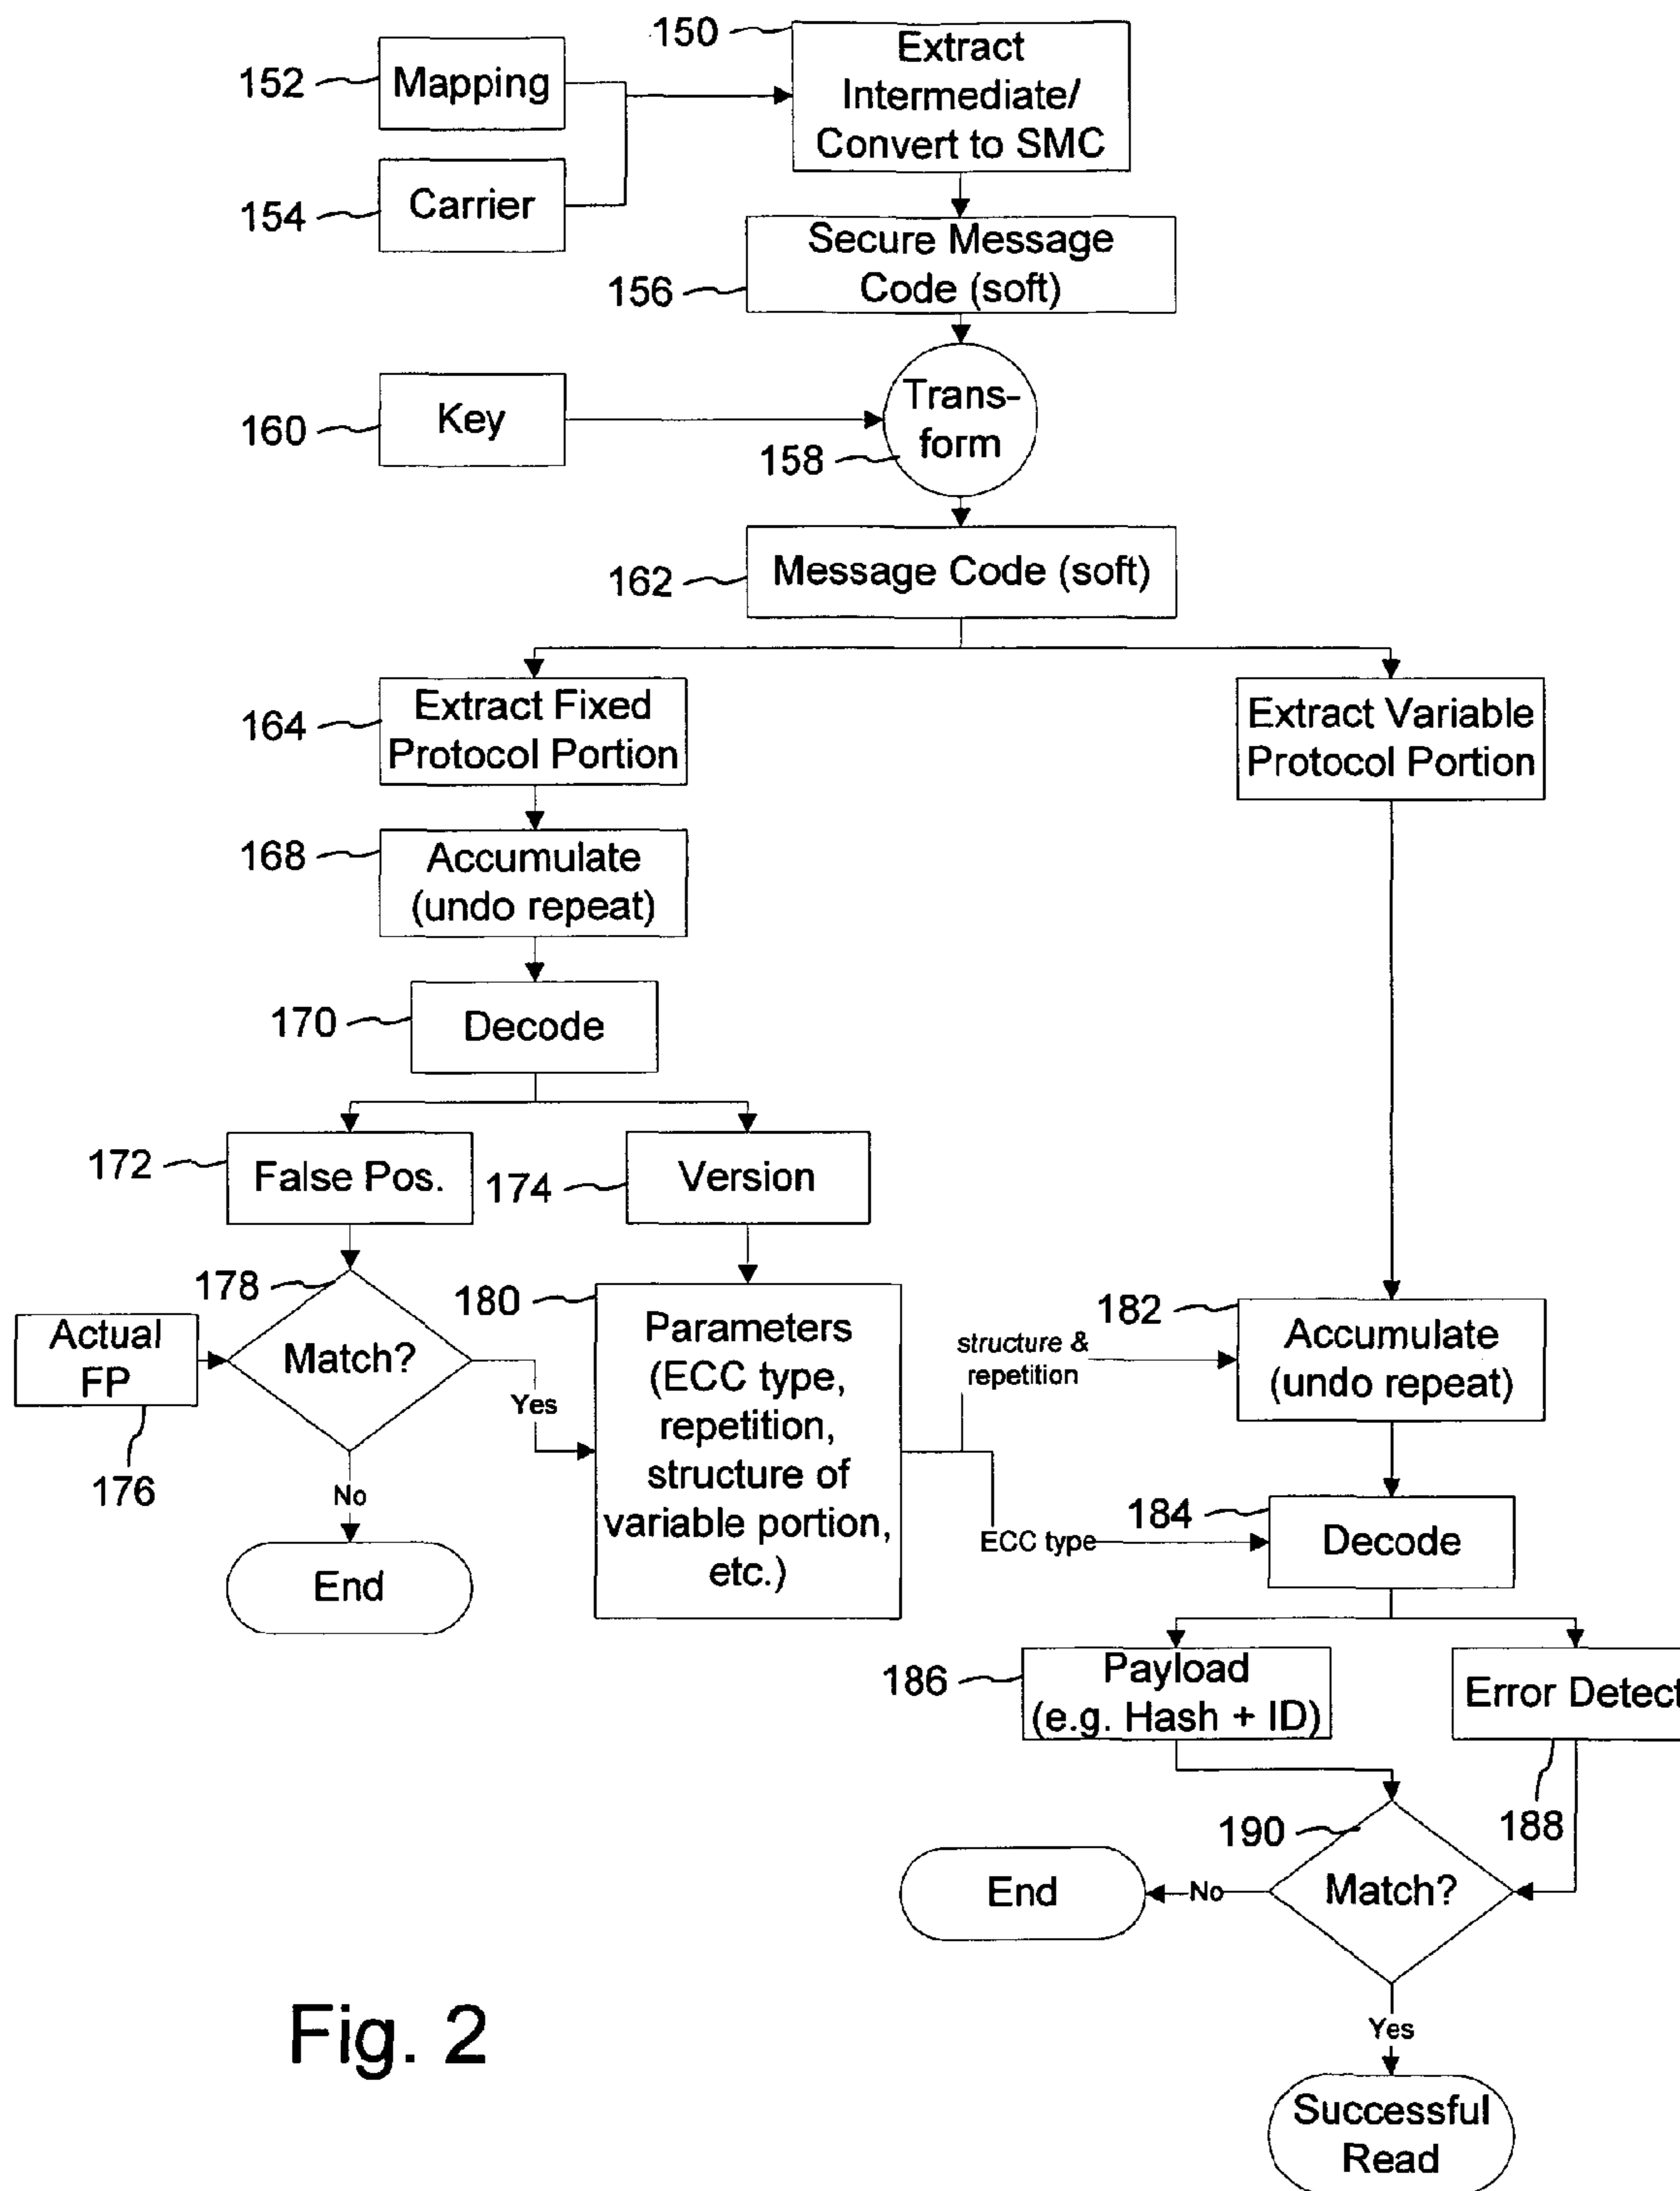 150
Extract
Intermediate/
Convert to SMC
152
Mapping
154
Carrier
Secure Message
Code (soft)
156
160
Key
Trans-
form
158
Message Code (soft)
162
164
Extract Fixed
Protocol Portion
Extract Variable
Protocol Portion
168
Accumulate
(undo repeat)
170
Decode
172
False Pos.
174
Version
178
Match?
Actual
FP
176
Yes
No
End
180
Parameters
(ECC type,
repetition,
structure of
variable portion,
etc.)
structure &
repetition
ECC type
182
Accumulate
(undo repeat)
184
Decode
186
Payload
(e.g. Hash + ID)
Error Detect
188
190
Match?
No
End
Yes
Successful
Read
Fig. 2